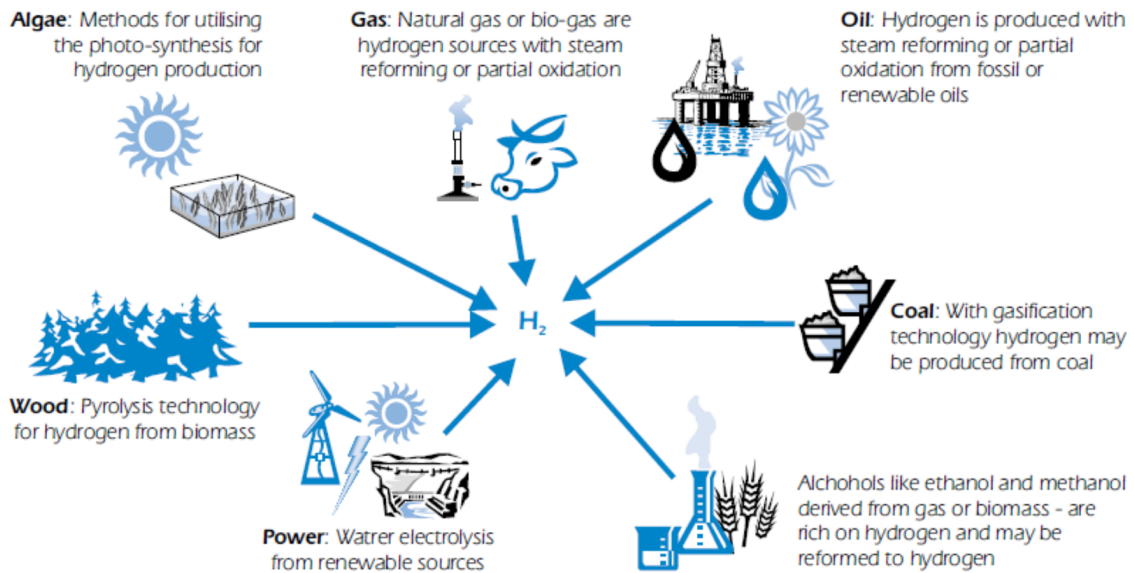 Algae: Methods for utilising
the photo-synthesis for
hydrogen production
Gas: Natural gas or bio-gas are
hydrogen sources with steam
reforming or partial oxidation
Oil: Hydrogen is produced with
steam reforming or partial
oxidation from fossil or
renewable oils
H2
Coal: With gasification
technology hydrogen may
be produced from coal
Wood: Pyrolysis technology
for hydrogen from biomass
Power: Watrer electrolysis
from renewable sources
Alchohols like ethanol and methanol
derived from gas or biomass - are
rich on hydrogen and may be
reformed to hydrogen